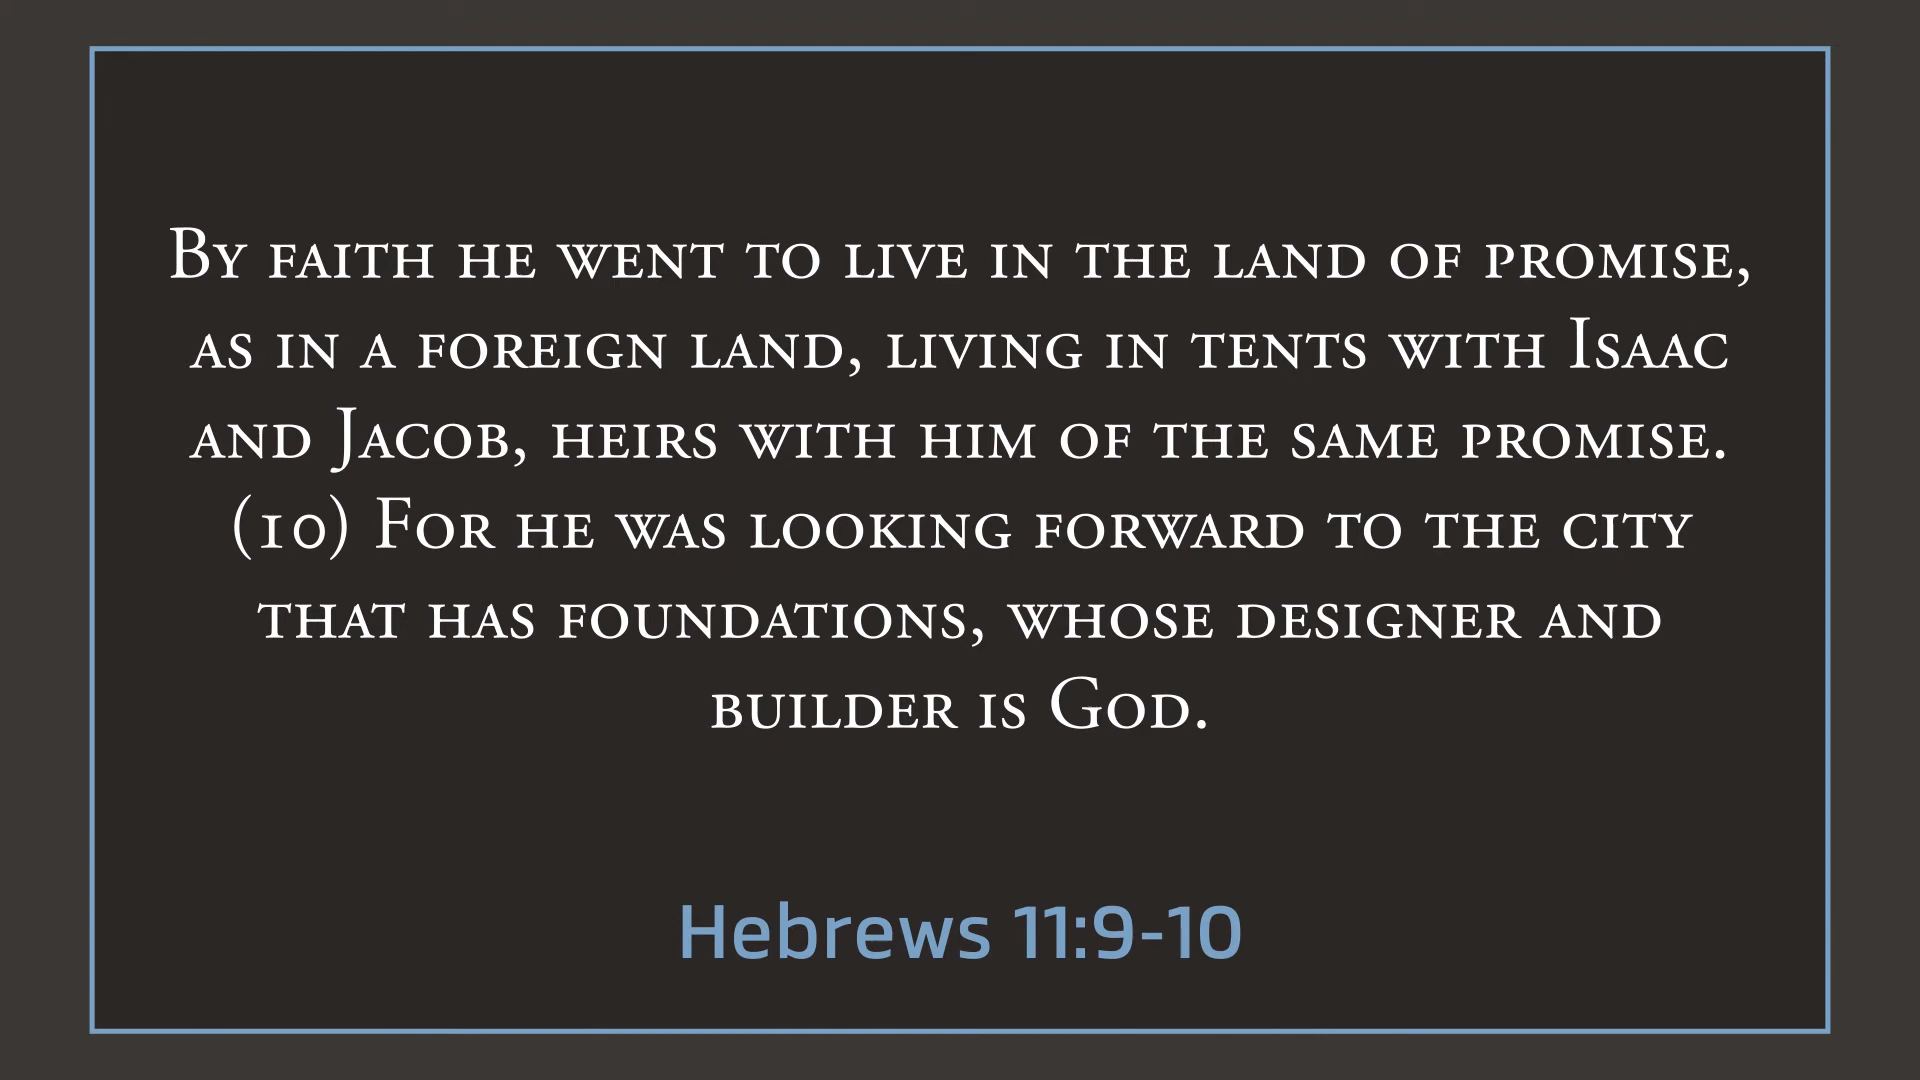 By faith he went to live in the land of promise,
as in a foreign land, living in tents with Isaac
and Jacob, heirs with him of the same promise.
(10) For he was looking forward to the city
that has foundations, whose designer and
builder is God.
Hebrews 11:9-10